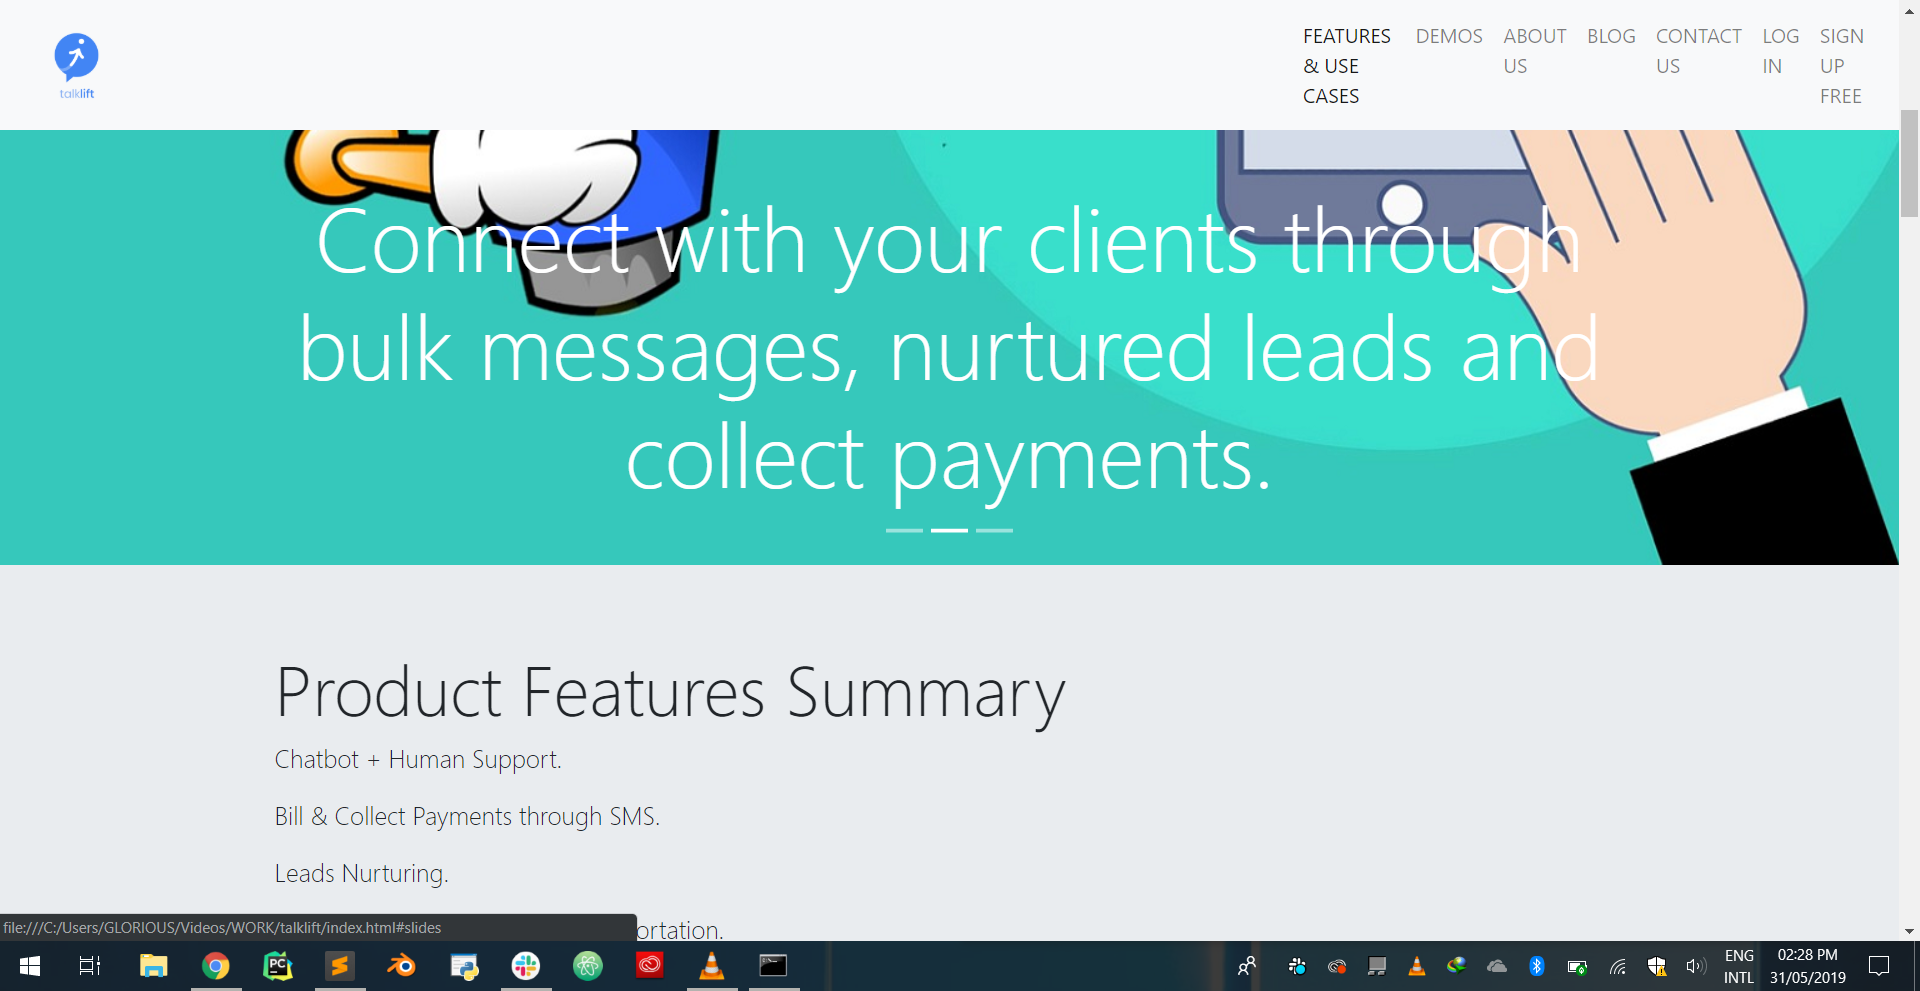 talklift
FEATURES & USE CASES
DEMOS
ABOUT US
BLOG
CONTACT US
LOG IN
SIGN UP FREE
Connect with your clients through
bulk messages, nurtured leads and
collect payments.
Product Features Summary
Chatbot + Human Support.
Bill & Collect Payments through SMS.
Leads Nurturing.
ortation.
file:///C:/Users/GLORIOUS/Videos/WORK/talklift/index.html#slides
PC
ENG
INTL
02:28 PM
31/05/2019